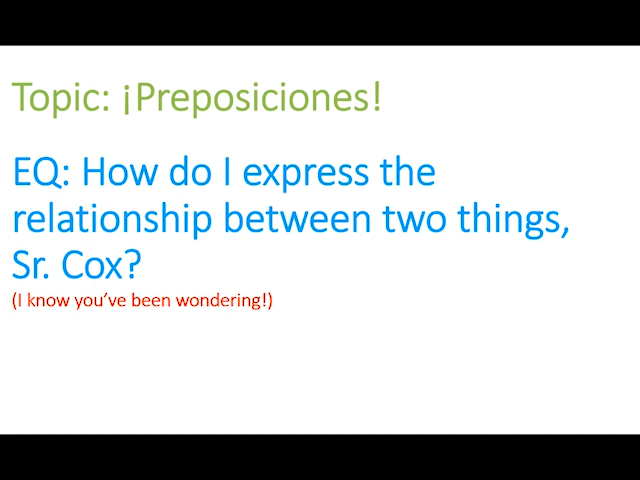 Topic: ¡Preposiciones!
EQ: How do I express the
relationship between two things,
Sr. Cox?
(I know you’ve been wondering!)